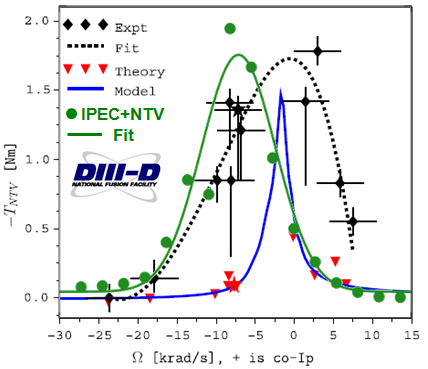 Expt
Fit
Theory
Model
IPEC+NTV
Fit
DIII-D
NATIONAL FUSION FACILITY
2.0
1.5
1.0
0.5
0.0
-T_NTV [Nm]
-30 -25 -20 -15 -10 -5 0 5 10 15
Ω [krad/s], + is co-Ip